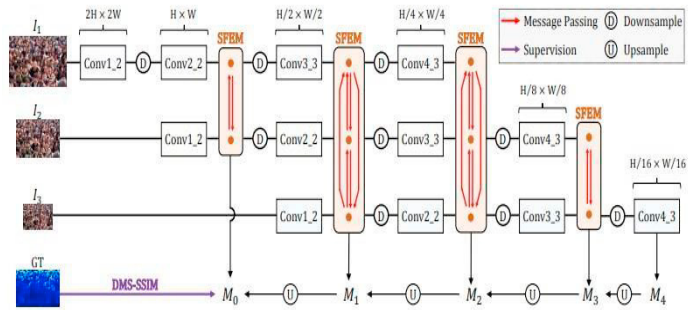 2H × 2W
H × W
H/2 × W/2
H/4 × W/4
Message Passing
D Downsample
Supervision
U Upsample
I1
Conv1_2
D
Conv2_2
SFEM
D
Conv3_3
SFEM
D
Conv4_3
SFEM
H/8 × W/8
I2
Conv1_2
D
Conv2_2
D
Conv3_3
D
Conv4_3
SFEM
H/16 × W/16
I3
Conv1_2
D
Conv2_2
D
Conv3_3
D
Conv4_3
GT
DMS-SSIM
M0
U
M1
U
M2
U
M3
U
M4